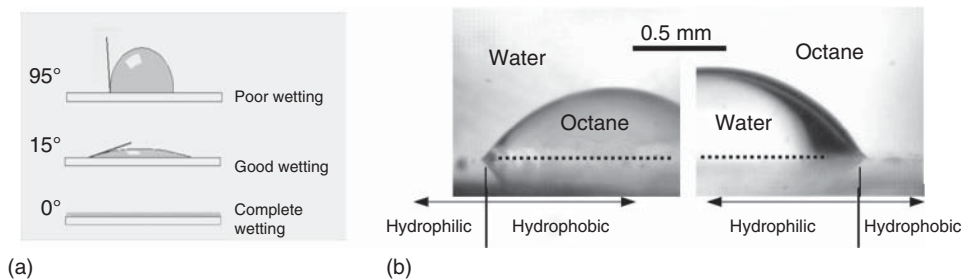 95°
Poor wetting
15°
Good wetting
0°
Complete
wetting
(a)
0.5 mm
Water
Octane
Octane
Water
Hydrophilic
Hydrophobic
Hydrophilic
Hydrophobic
(b)